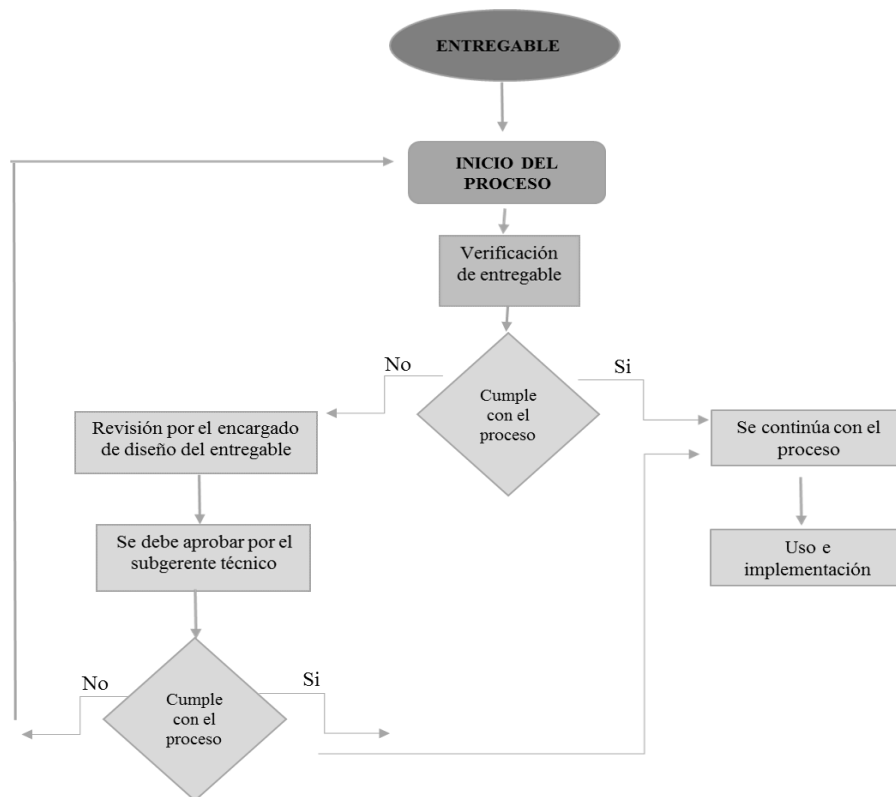 ENTREGABLE
INICIO DEL
PROCESO
Verificación
de entregable
No
Si
Cumple
con el
proceso
Revisión por el encargado
de diseño del entregable
Se continúa con el
proceso
Se debe aprobar por el
subgerente técnico
Uso e
implementación
No
Si
Cumple
con el
proceso